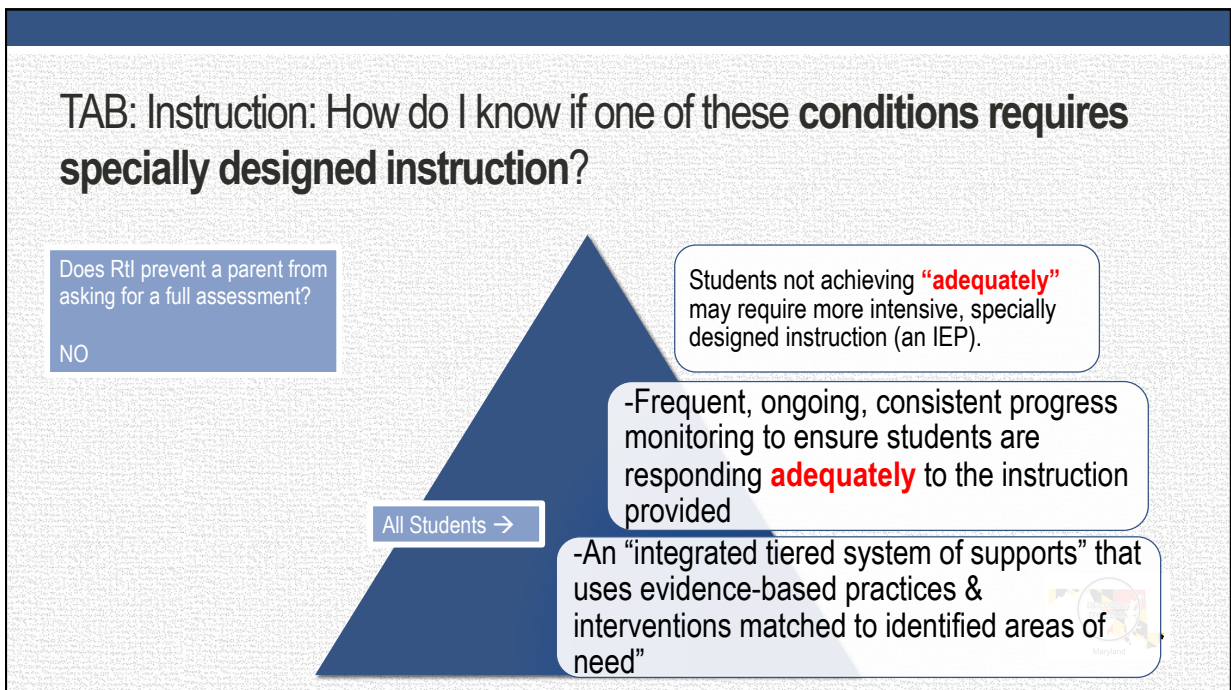 TAB: Instruction: How do I know if one of these conditions requires
specially designed instruction?
Does RtI prevent a parent from
asking for a full assessment?
NO
Students not achieving “adequately”
may require more intensive, specially
designed instruction (an IEP).
-Frequent, ongoing, consistent progress
monitoring to ensure students are
responding adequately to the instruction
provided
All Students →
-An “integrated tiered system of supports” that
uses evidence-based practices &
interventions matched to identified areas of
need”
.
Maryland